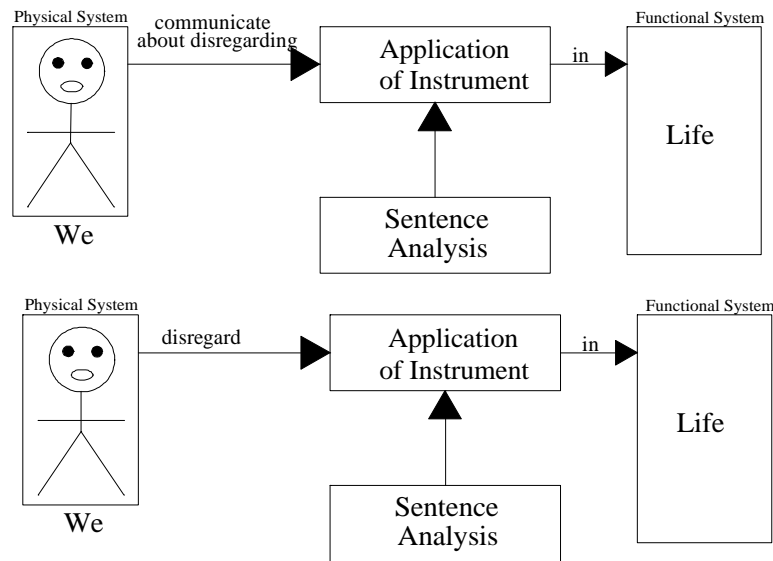 Physical System
communicate
about disregarding
Application
of Instrument
in
Functional System
Life
We
Sentence
Analysis
Physical System
disregard
Application
of Instrument
in
Functional System
Life
We
Sentence
Analysis